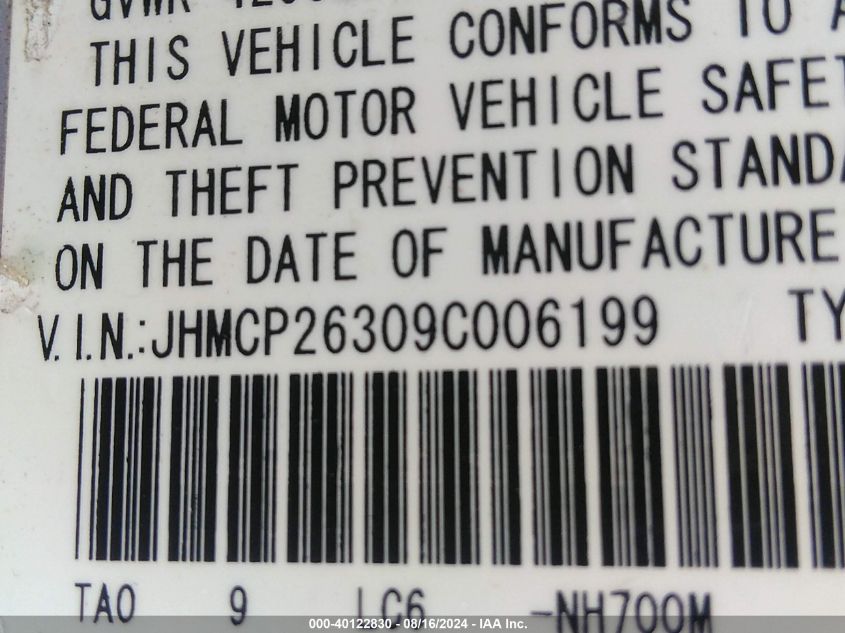 GVWR
THIS VEHICLE CONFORMS TO A
FEDERAL MOTOR VEHICLE SAFET
AND THEFT PREVENTION STANDA
ON THE DATE OF MANUFACTURE
V.I.N.:JHMCP26309C006199 TY
TA0 9 LC6 -NH700M
000-40122830 - 08/16/2024 - IAA Inc.